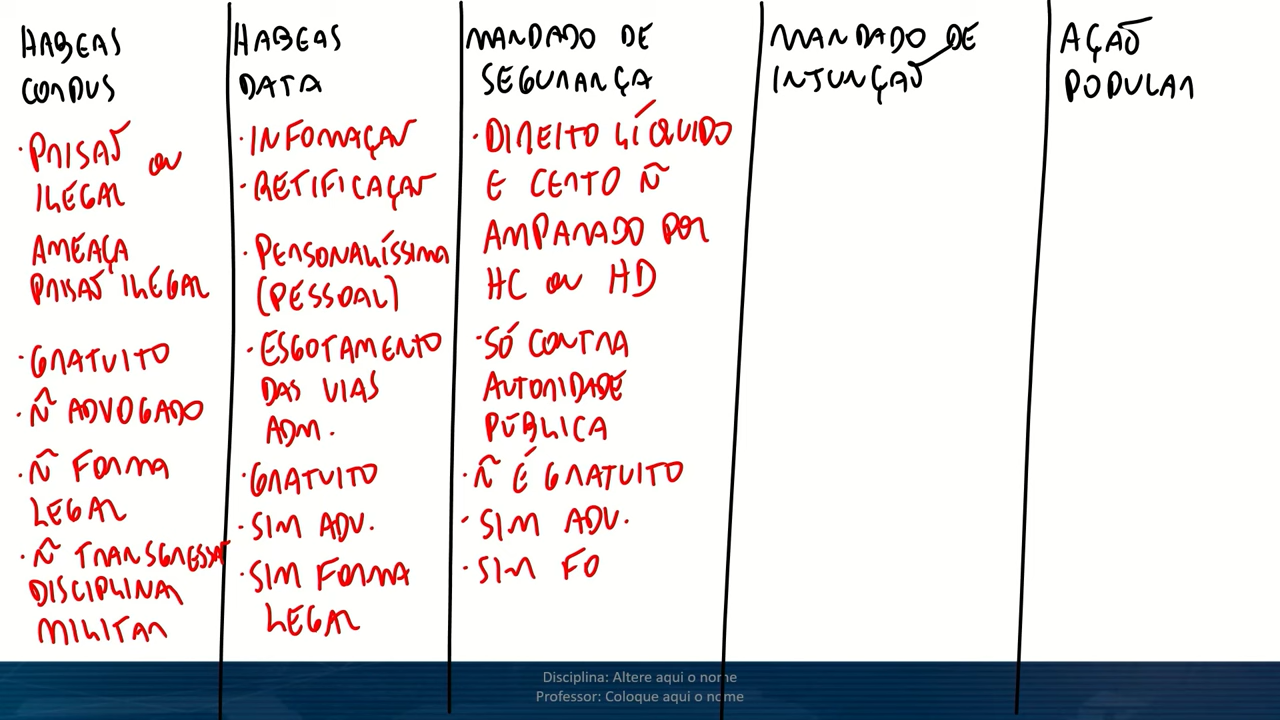 HABEAS
CORPUS
· PRISÃO OU
ILEGAL
AMEAÇA
PRISÃO ILEGAL
· GRATUITO
· Ñ ADVOGADO
· Ñ FORMA
LEGAL
· Ñ TRANSGRESSÃO
DISCIPLINAR
MILITAR
HABEAS
DATA
· INFOMAÇÃO
· RETIFICAÇÃO
· PERSONALÍSSIMA
(PESSOAL)
· ESGOTAMENTO
DAS VIAS
ADM.
· GRATUITO
· SIM ADV.
· SIM FORMA
LEGAL
MANDADO DE
SEGURANÇA
· DIREITO LÍQUIDO
E CERTO Ñ
AMPARADO POR
HC OU HD
· SÓ CONTRA
AUTORIDADE
PÚBLICA
· Ñ É GRATUITO
· SIM ADV.
· SIM FO
MANDADO DE
INJUNÇÃO
AÇÃO
POPULAR
Disciplina: Altere aqui o nome
Professor: Coloque aqui o nome